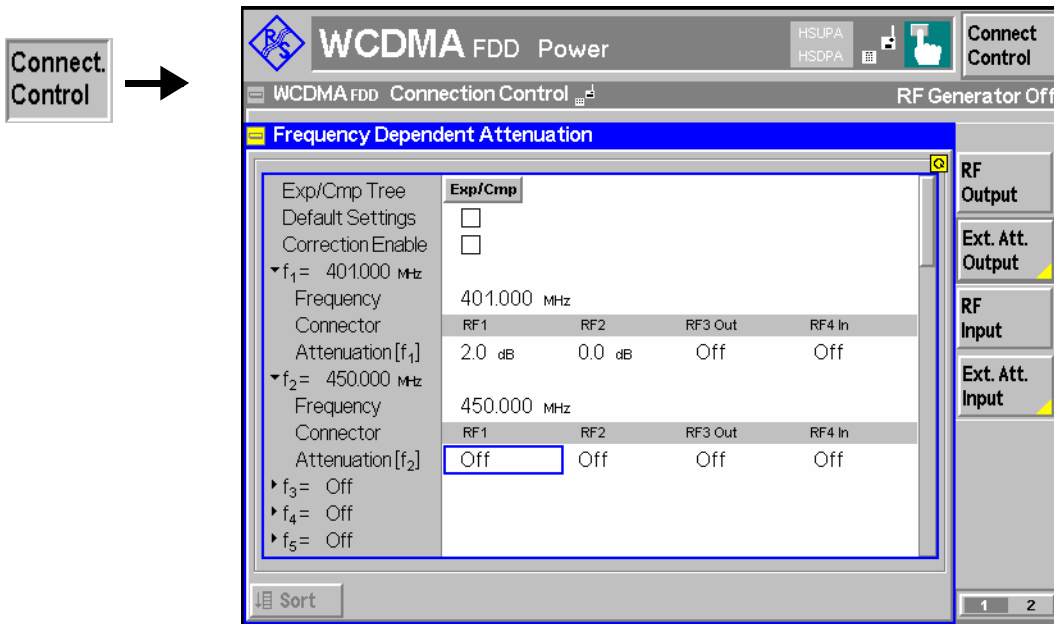 Connect.
Control
R S
WCDMA FDD Power
HSUPA
HSDPA
Connect
Control
WCDMA FDD Connection Control
RF Generator Off
Frequency Dependent Attenuation
Exp/Cmp Tree Exp/Cmp
Default Settings
Correction Enable
f1= 401.000 MHz
Frequency 401.000 MHz
Connector RF1 RF2 RF3 Out RF4 In
Attenuation [f1] 2.0 dB 0.0 dB Off Off
f2= 450.000 MHz
Frequency 450.000 MHz
Connector RF1 RF2 RF3 Out RF4 In
Attenuation [f2] Off Off Off Off
f3= Off
f4= Off
f5= Off
Sort
RF
Output
Ext. Att.
Output
RF
Input
Ext. Att.
Input
1 2